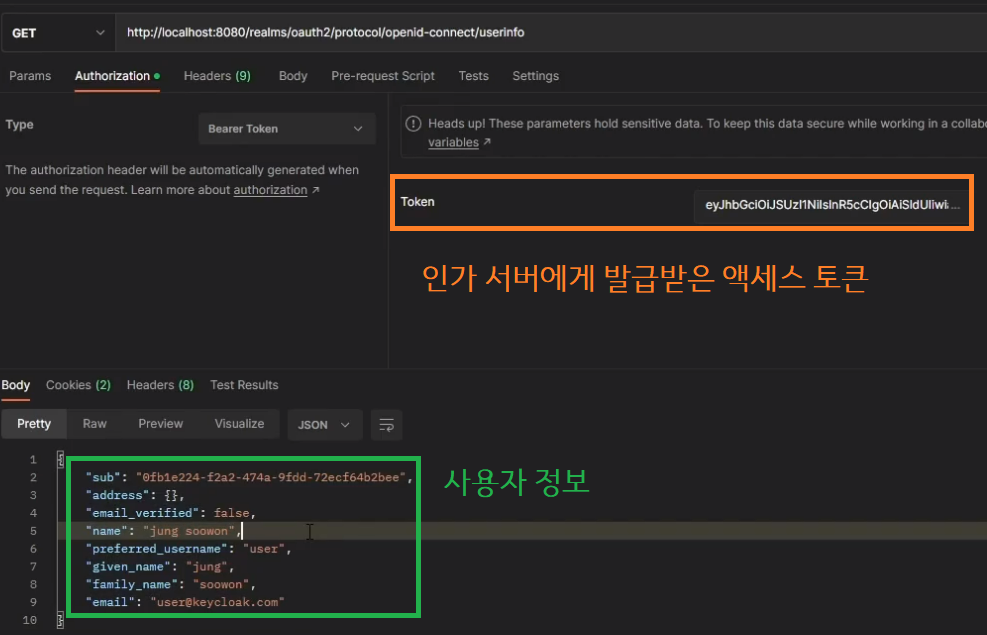 GET http://localhost:8080/realms/oauth2/protocol/openid-connect/userinfo
Params Authorization Headers (9) Body Pre-request Script Tests Settings
Type Bearer Token
The authorization header will be automatically generated when
you send the request. Learn more about authorization ↗
Heads up! These parameters hold sensitive data. To keep this data secure while working in a collabo
variables ↗
Token eyJhbGciOiJSUzI1NiIsInR5cCIgOiAiSldUIiwi...
인가 서버에게 발급받은 액세스 토큰
Body Cookies (2) Headers (8) Test Results
Pretty Raw Preview Visualize JSON
1 {
2 "sub": "0fb1e224-f2a2-474a-9fdd-72ecf64b2bee",
3 "address": {},
4 "email_verified": false,
5 "name": "jung soowon",
6 "preferred_username": "user",
7 "given_name": "jung",
8 "family_name": "soowon",
9 "email": "user@keycloak.com"
10 }
사용자 정보